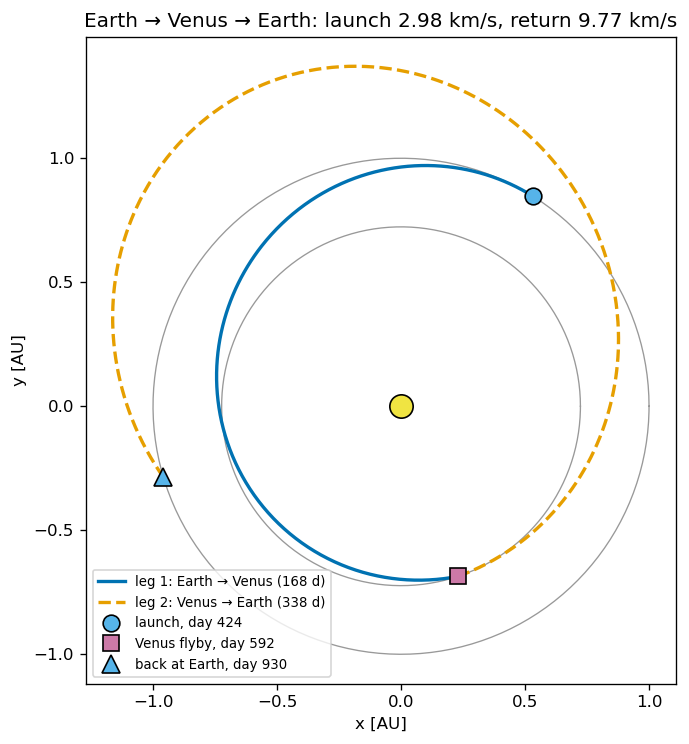 Earth → Venus → Earth: launch 2.98 km/s, return 9.77 km/s
y [AU]
1.0
0.5
0.0
−0.5
−1.0
leg 1: Earth → Venus (168 d)
leg 2: Venus → Earth (338 d)
launch, day 424
Venus flyby, day 592
back at Earth, day 930
−1.0 −0.5 0.0 0.5 1.0
x [AU]